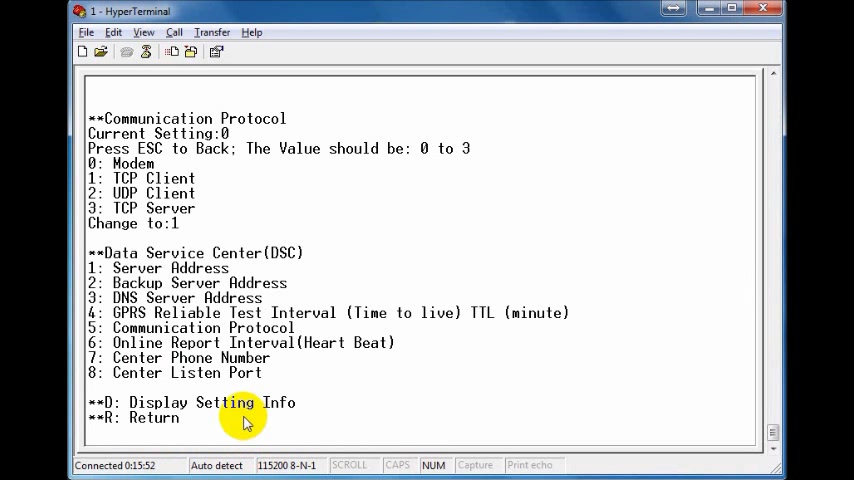 1 - HyperTerminal
File Edit View Call Transfer Help
**Communication Protocol
Current Setting:0
Press ESC to Back; The Value should be: 0 to 3
0: Modem
1: TCP Client
2: UDP Client
3: TCP Server
Change to:1
**Data Service Center(DSC)
1: Server Address
2: Backup Server Address
3: DNS Server Address
4: GPRS Reliable Test Interval (Time to live) TTL (minute)
5: Communication Protocol
6: Online Report Interval(Heart Beat)
7: Center Phone Number
8: Center Listen Port
**D: Display Setting Info
**R: Return
Connected 0:15:52 Auto detect 115200 8-N-1 SCROLL CAPS NUM Capture Print echo